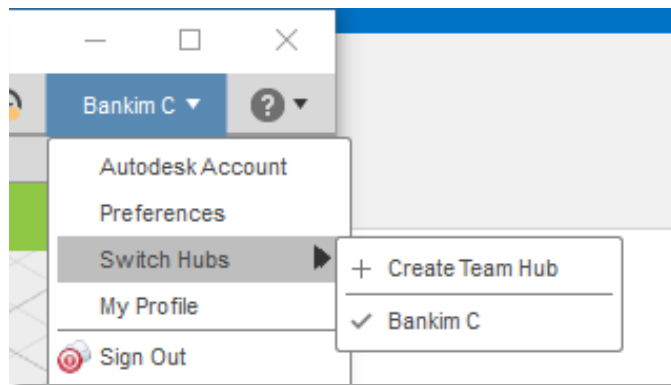 Bankim C
?
Autodesk Account
Preferences
Switch Hubs
+ Create Team Hub
My Profile
✓ Bankim C
Sign Out